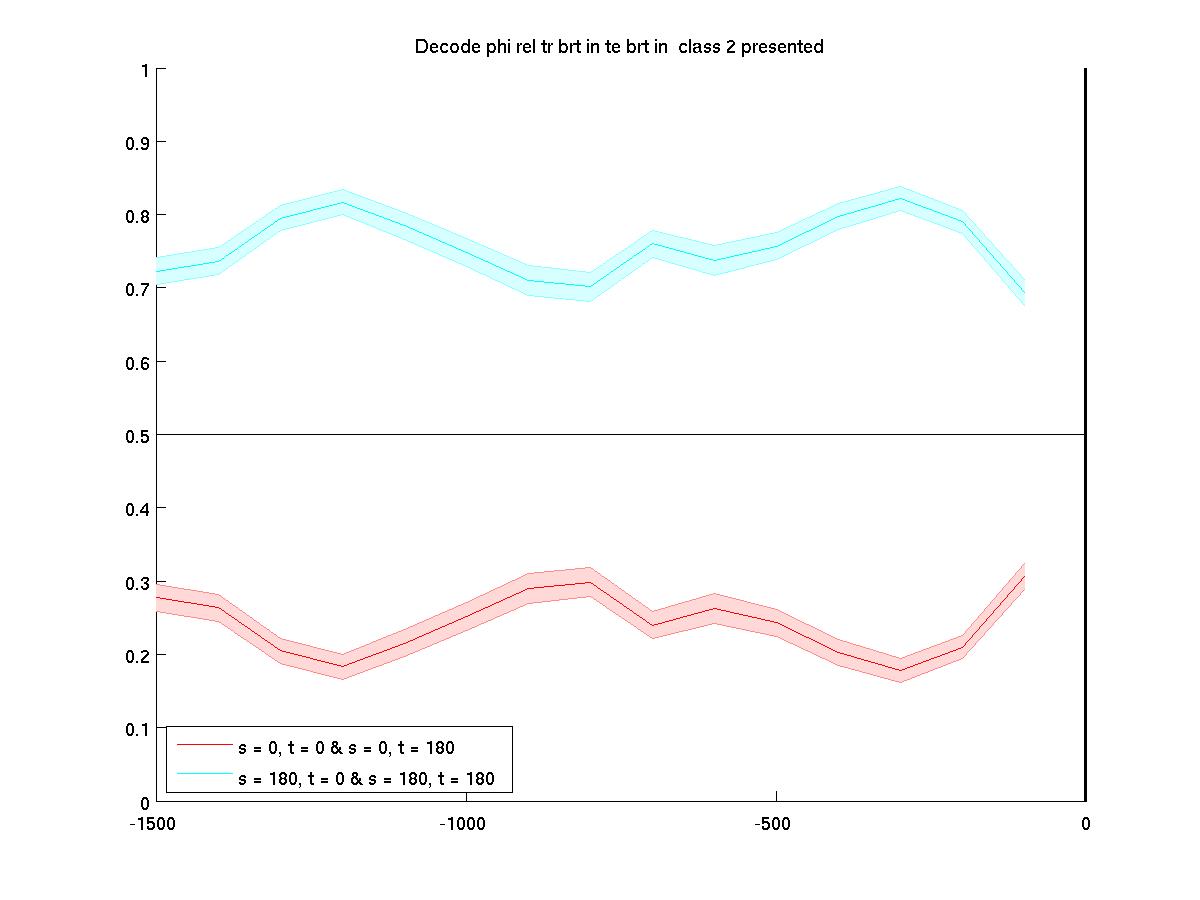 Decode phi rel tr brt in te brt in  class 2 presented
1
0.9
0.8
0.7
0.6
0.5
0.4
0.3
0.2
0.1
0
s = 0, t = 0 & s = 0, t = 180
s = 180, t = 0 & s = 180, t = 180
-1500 -1000 -500 0